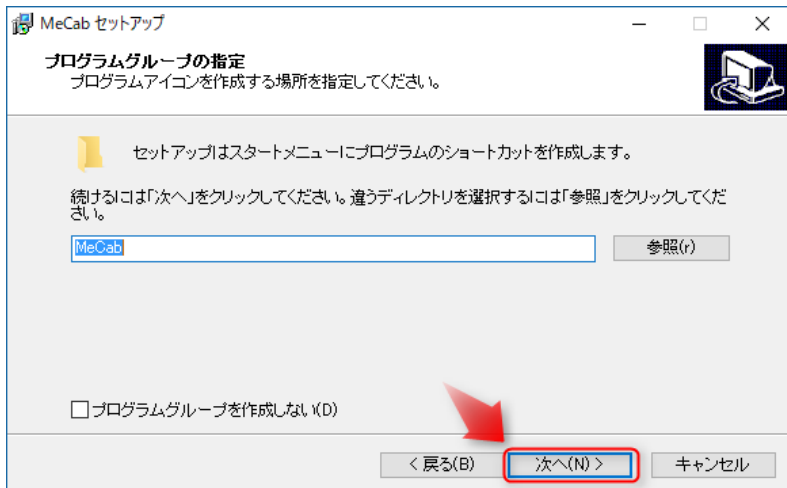 MeCab セットアップ
プログラムグループの指定
プログラムアイコンを作成する場所を指定してください。
セットアップはスタートメニューにプログラムのショートカットを作成します。
続けるには「次へ」をクリックしてください。違うディレクトリを選択するには「参照」をクリックしてくだ
さい。
MeCab
参照(r)
プログラムグループを作成しない(D)
< 戻る(B)
次へ(N) >
キャンセル